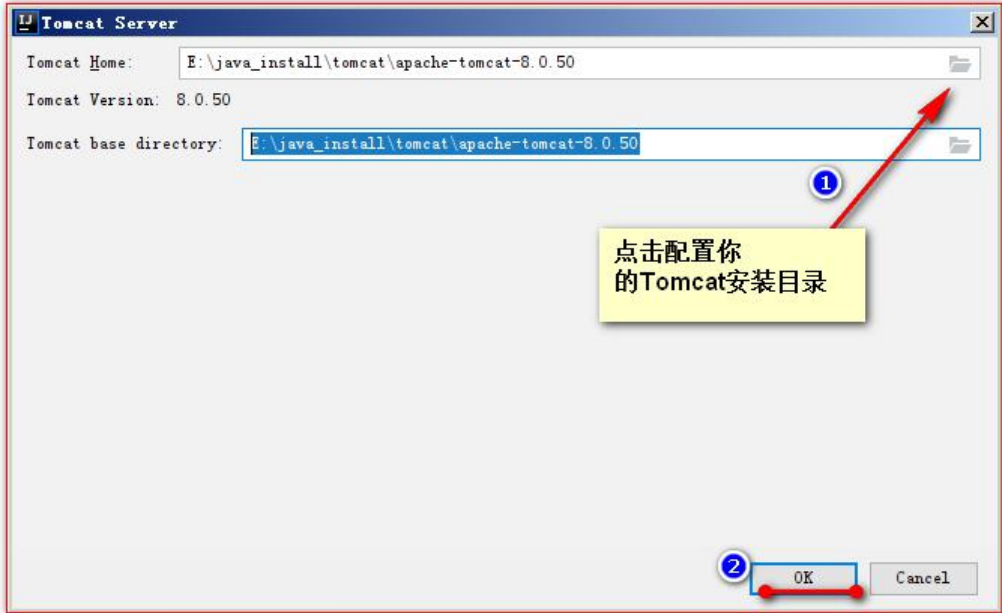 Tomcat Server
Tomcat Home: E:\java_install\tomcat\apache-tomcat-8.0.50
Tomcat Version: 8.0.50
Tomcat base directory: E:\java_install\tomcat\apache-tomcat-8.0.50
1
点击配置你
的Tomcat安装目录
2
OK Cancel